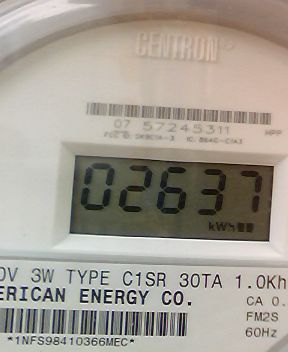 CENTRON®
07 57245311
HPP
02637
kWh
0V 3W TYPE C1SR 30TA 1.0Kh
ERICAN ENERGY CO.
CA 0.
FM2S
60Hz
*1NFS98410366MEC*